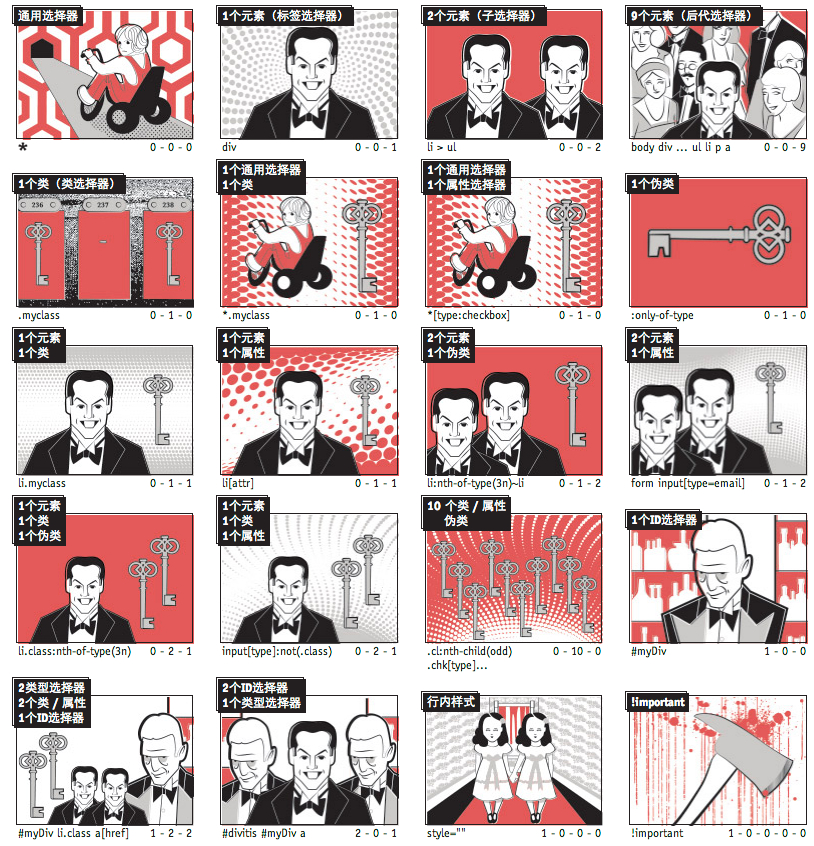 通用选择器
* 0 - 0 - 0
1个元素（标签选择器）
div 0 - 0 - 1
2个元素（子选择器）
li > ul 0 - 0 - 2
9个元素（后代选择器）
body div ... ul li p a 0 - 0 - 9
1个类（类选择器）
236 237 238
.myclass 0 - 1 - 0
1个通用选择器
1个类
*.myclass 0 - 1 - 0
1个通用选择器
1个属性选择器
*[type:checkbox] 0 - 1 - 0
1个伪类
:only-of-type 0 - 1 - 0
1个元素
1个类
li.myclass 0 - 1 - 1
1个元素
1个属性
li[attr] 0 - 1 - 1
2个元素
1个伪类
li:nth-of-type(3n)~li 0 - 1 - 2
2个元素
1个属性
form input[type=email] 0 - 1 - 2
1个元素
1个类
1个伪类
li.class:nth-of-type(3n) 0 - 2 - 1
1个元素
1个类
1个属性
input[type]:not(.class) 0 - 2 - 1
10 个类 / 属性
伪类
.cl:nth-child(odd) 0 - 10 - 0
.chk[type]...
1个ID选择器
#myDiv 1 - 0 - 0
2类型选择器
2个类 / 属性
1个ID选择器
#myDiv li.class a[href] 1 - 2 - 2
2个ID选择器
1个类型选择器
#divitis #myDiv a 2 - 0 - 1
行内样式
style="" 1 - 0 - 0 - 0
!important
!important 1 - 0 - 0 - 0 - 0